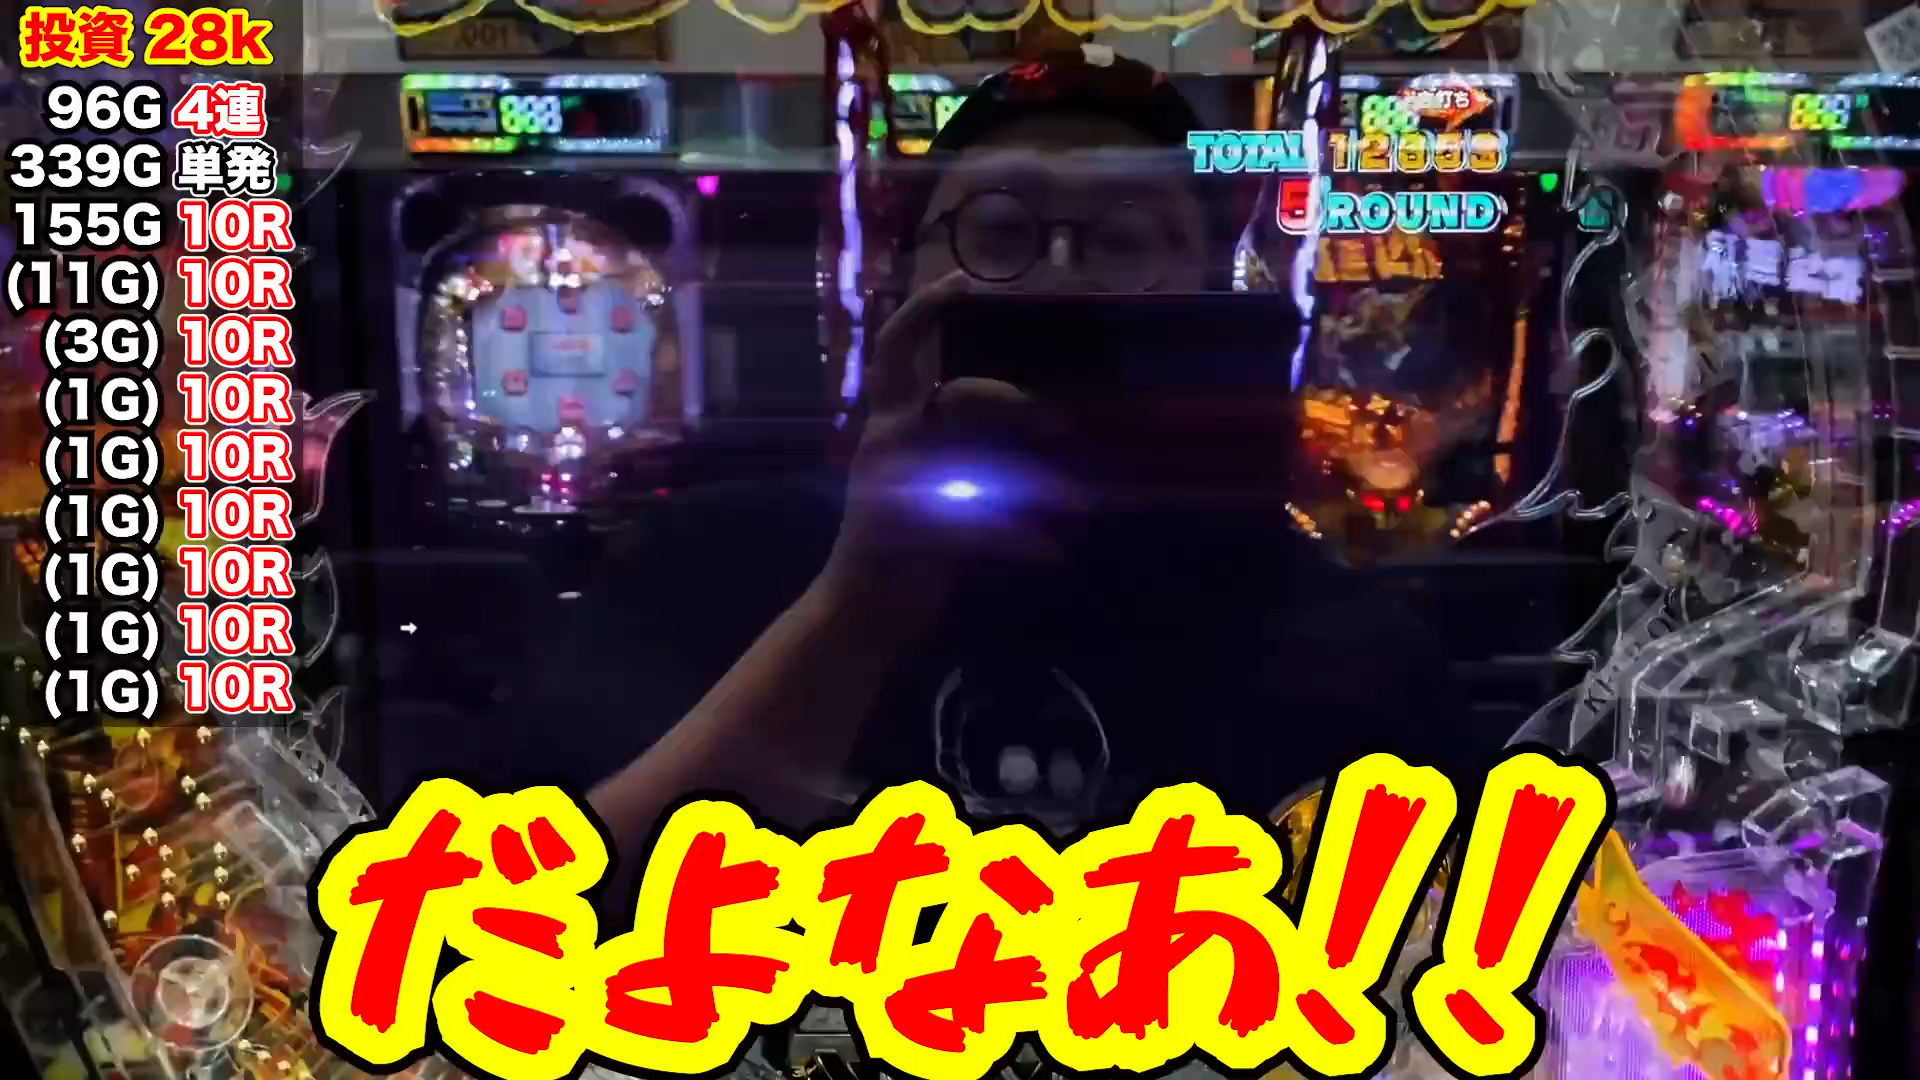 投資 28k
96G 4連
339G 単発
155G 10R
(11G) 10R
(3G) 10R
(1G) 10R
(1G) 10R
(1G) 10R
(1G) 10R
(1G) 10R
(1G) 10R
TOTAL
5 ROUND
だよなあ!!